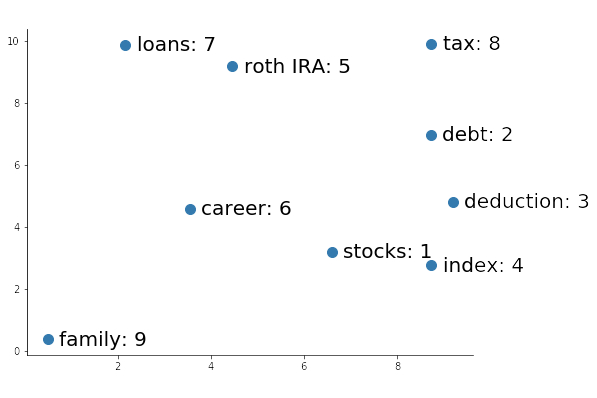 10
loans: 7
tax: 8
roth IRA: 5
8
debt: 2
6
deduction: 3
career: 6
4
stocks: 1
index: 4
2
family: 9
0
2 4 6 8